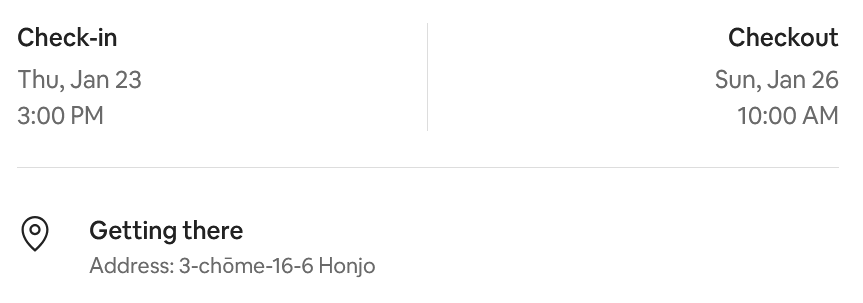 Check-in
Thu, Jan 23
3:00 PM
Checkout
Sun, Jan 26
10:00 AM
Getting there
Address: 3-chōme-16-6 Honjo